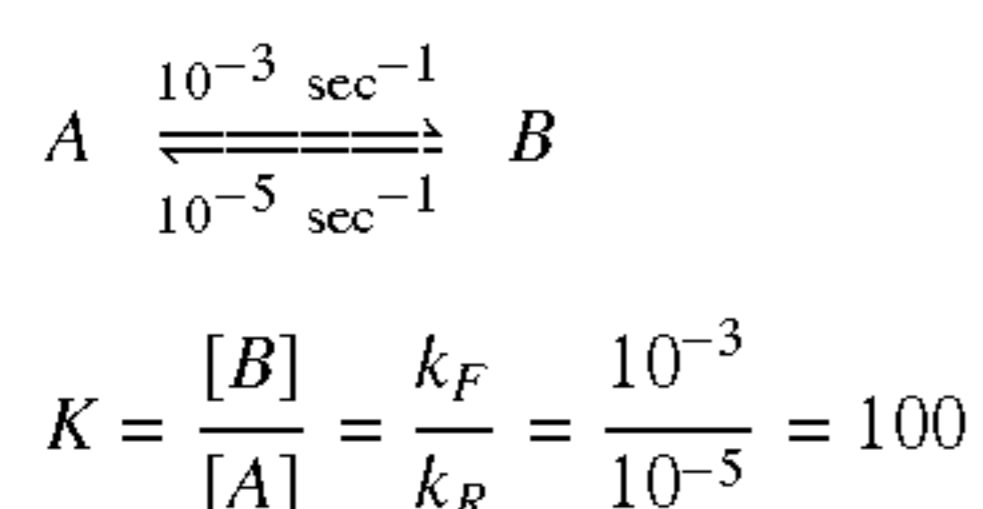 10⁻³ sec⁻¹
A ⇌ B
10⁻⁵ sec⁻¹
K = [B]/[A] = k_F/k_R = 10⁻³/10⁻⁵ = 100